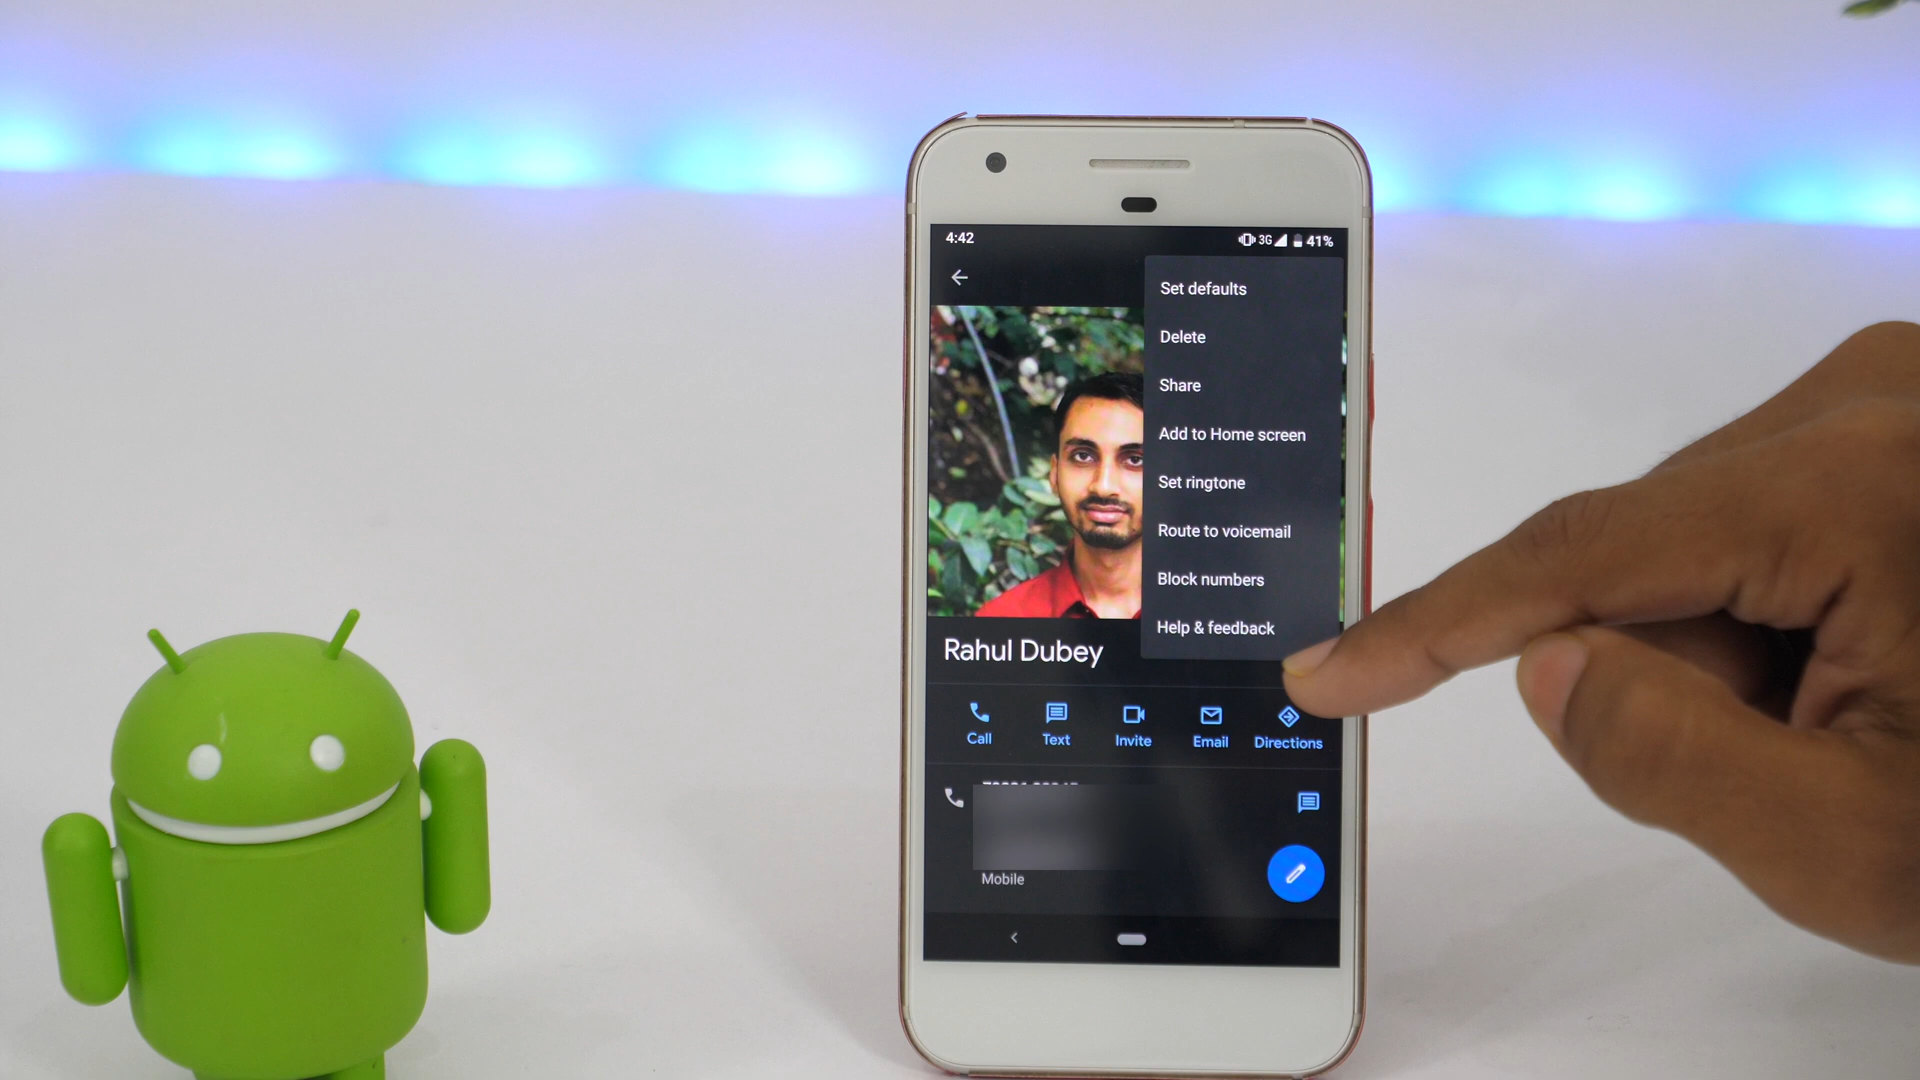 4:42
3G 41%
Set defaults
Delete
Share
Add to Home screen
Set ringtone
Route to voicemail
Block numbers
Help & feedback
Rahul Dubey
Call Text Invite Email Directions
Mobile